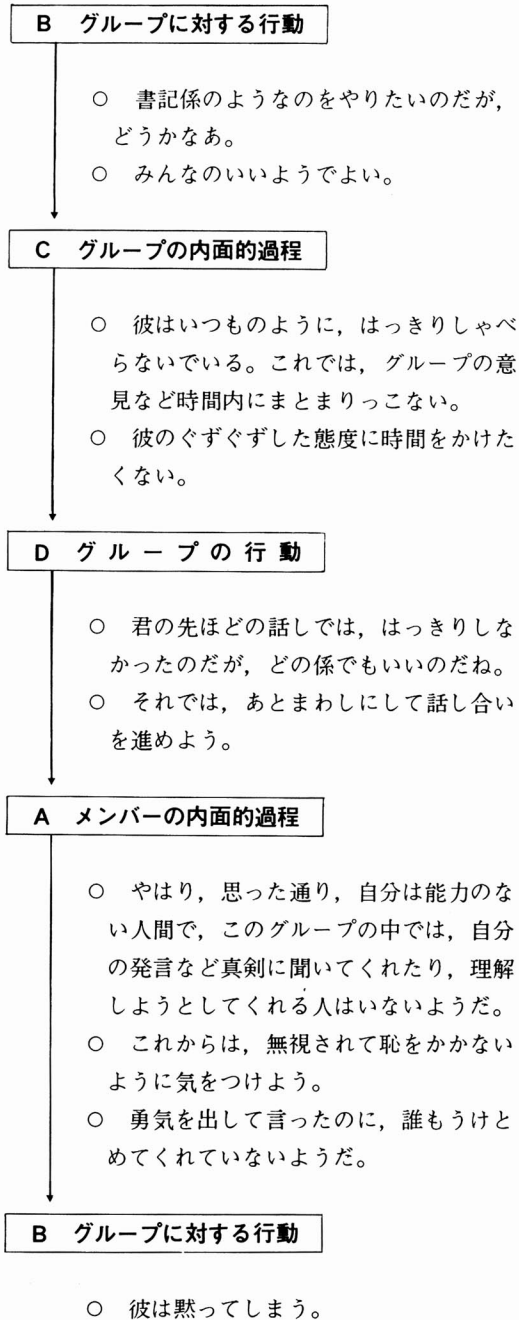 B　グループに対する行動
○　書記係のようなのをやりたいのだが，
どうかなあ。
○　みんなのいいようでよい。
C　グループの内面的過程
○　彼はいつものように，はっきりしゃべ
らないでいる。これでは，グループの意
見など時間内にまとまりっこない。
○　彼のぐずぐずした態度に時間をかけた
くない。
D　グループの行動
○　君の先ほどの話しでは，はっきりしな
かったのだが，どの係でもいいのだね。
○　それでは，あとまわしにして話し合い
を進めよう。
A　メンバーの内面的過程
○　やはり，思った通り，自分は能力のな
い人間で，このグループの中では，自分
の発言など真剣に聞いてくれたり，理解
しようとしてくれる人はいないようだ。
○　これからは，無視されて恥をかかない
ように気をつけよう。
○　勇気を出して言ったのに，誰もうけと
めてくれていないようだ。
B　グループに対する行動
○　彼は黙ってしまう。